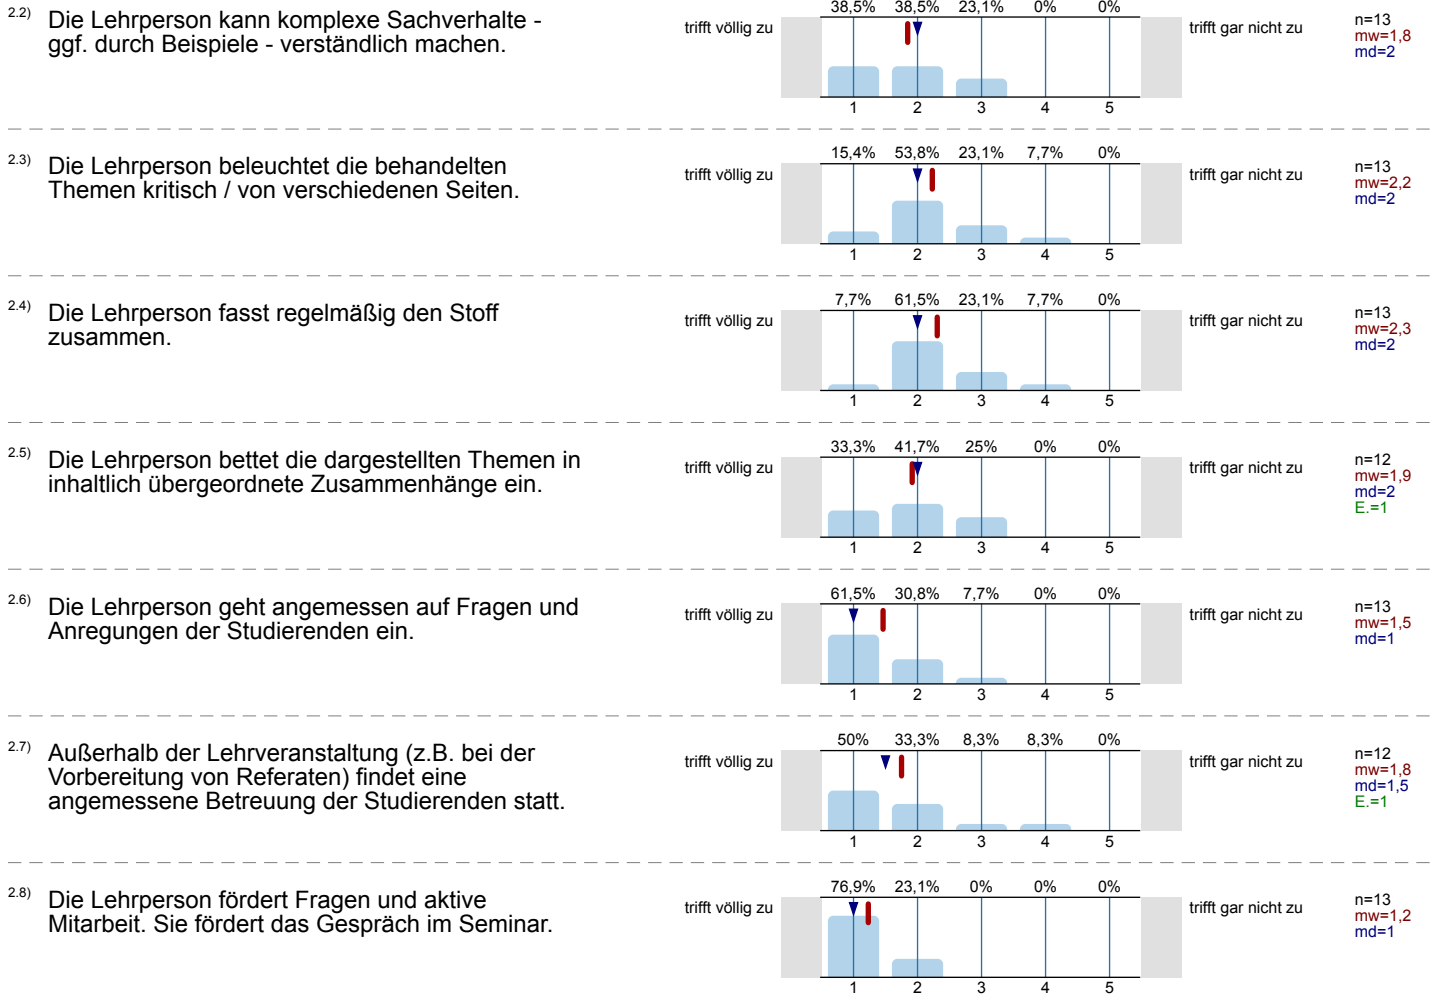 2.2) Die Lehrperson kann komplexe Sachverhalte -
ggf. durch Beispiele - verständlich machen.
trifft völlig zu
38,5% 38,5% 23,1% 0% 0%
1 2 3 4 5
trifft gar nicht zu
n=13
mw=1,8
md=2
2.3) Die Lehrperson beleuchtet die behandelten
Themen kritisch / von verschiedenen Seiten.
trifft völlig zu
15,4% 53,8% 23,1% 7,7% 0%
1 2 3 4 5
trifft gar nicht zu
n=13
mw=2,2
md=2
2.4) Die Lehrperson fasst regelmäßig den Stoff
zusammen.
trifft völlig zu
7,7% 61,5% 23,1% 7,7% 0%
1 2 3 4 5
trifft gar nicht zu
n=13
mw=2,3
md=2
2.5) Die Lehrperson bettet die dargestellten Themen in
inhaltlich übergeordnete Zusammenhänge ein.
trifft völlig zu
33,3% 41,7% 25% 0% 0%
1 2 3 4 5
trifft gar nicht zu
n=12
mw=1,9
md=2
E.=1
2.6) Die Lehrperson geht angemessen auf Fragen und
Anregungen der Studierenden ein.
trifft völlig zu
61,5% 30,8% 7,7% 0% 0%
1 2 3 4 5
trifft gar nicht zu
n=13
mw=1,5
md=1
2.7) Außerhalb der Lehrveranstaltung (z.B. bei der
Vorbereitung von Referaten) findet eine
angemessene Betreuung der Studierenden statt.
trifft völlig zu
50% 33,3% 8,3% 8,3% 0%
1 2 3 4 5
trifft gar nicht zu
n=12
mw=1,8
md=1,5
E.=1
2.8) Die Lehrperson fördert Fragen und aktive
Mitarbeit. Sie fördert das Gespräch im Seminar.
trifft völlig zu
76,9% 23,1% 0% 0% 0%
1 2 3 4 5
trifft gar nicht zu
n=13
mw=1,2
md=1